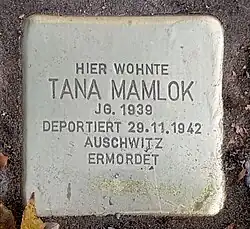 HIER WOHNTE
TANA MAMLOK
JG. 1939
DEPORTIERT 29.11.1942
AUSCHWITZ
ERMORDET